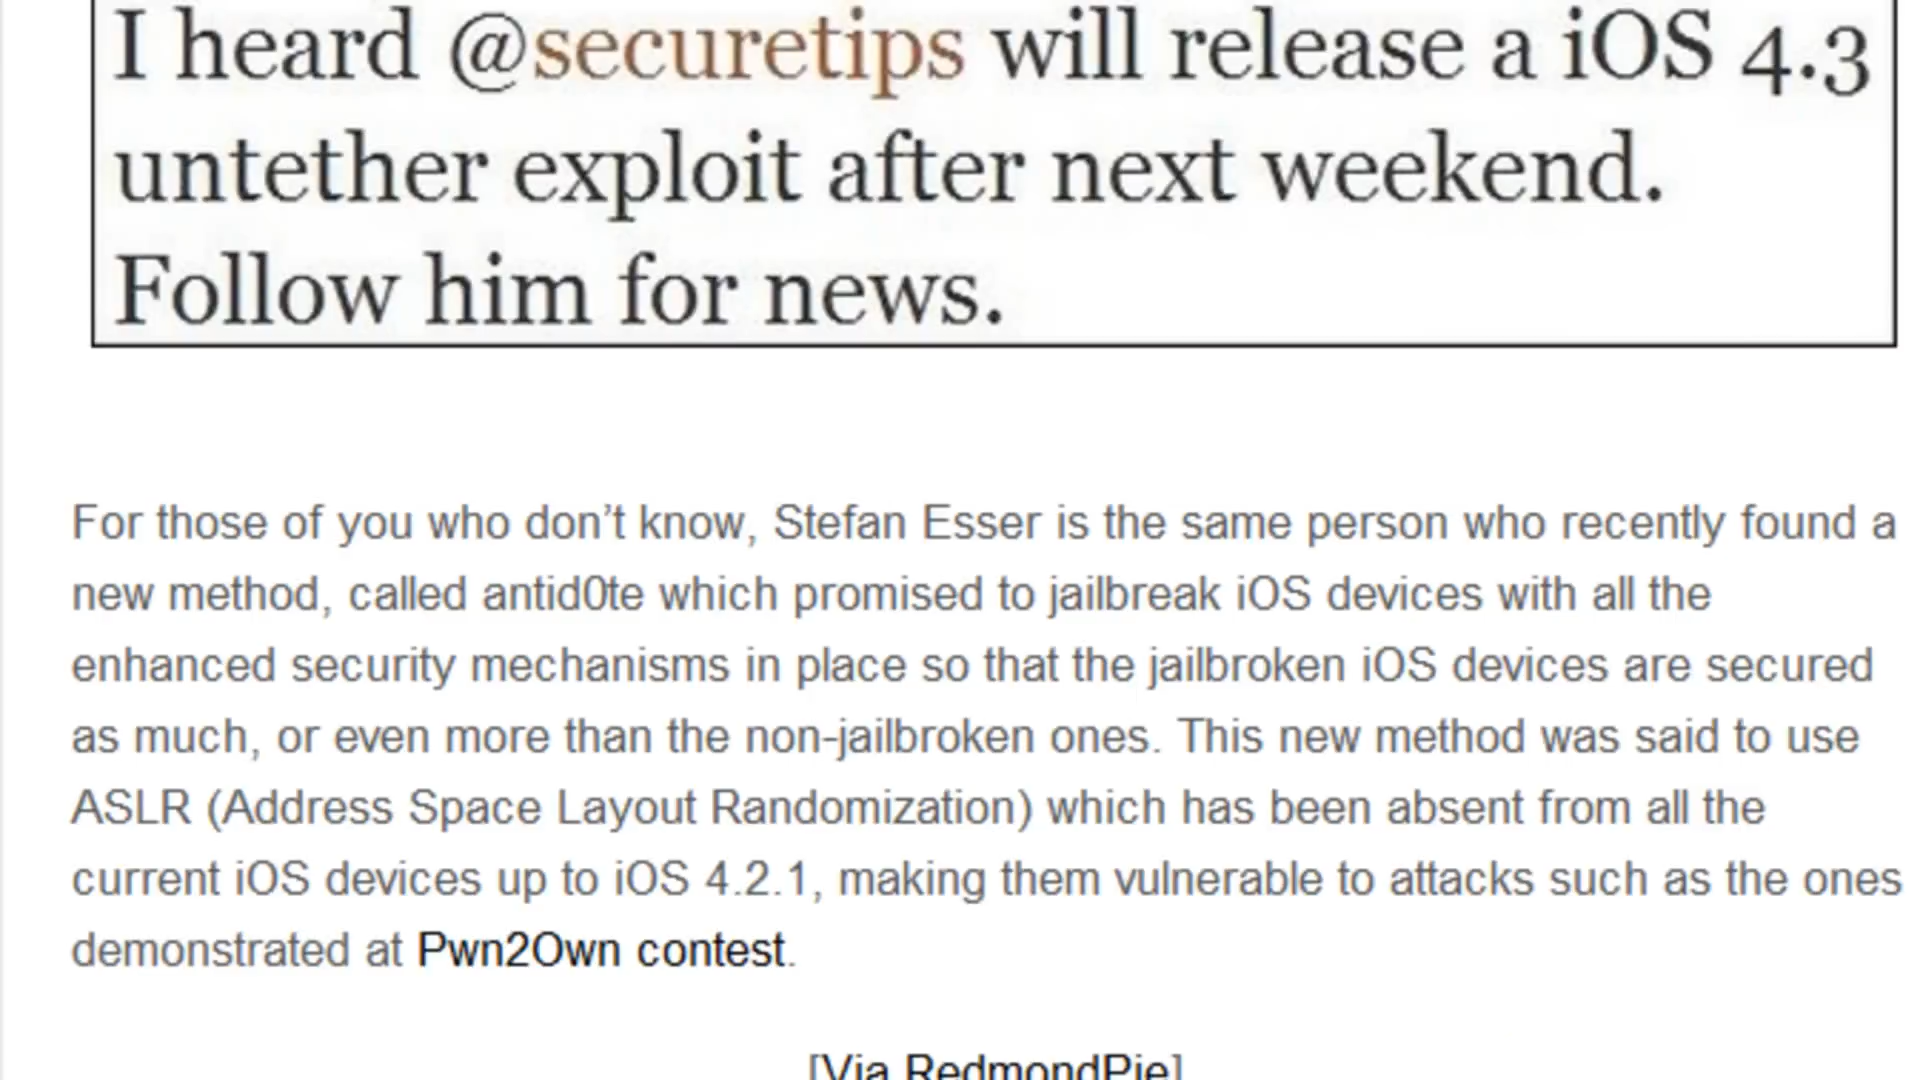 I heard @securetips will release a iOS 4.3
untether exploit after next weekend.
Follow him for news.
For those of you who don’t know, Stefan Esser is the same person who recently found a
new method, called antid0te which promised to jailbreak iOS devices with all the
enhanced security mechanisms in place so that the jailbroken iOS devices are secured
as much, or even more than the non-jailbroken ones. This new method was said to use
ASLR (Address Space Layout Randomization) which has been absent from all the
current iOS devices up to iOS 4.2.1, making them vulnerable to attacks such as the ones
demonstrated at Pwn2Own contest.
[Via RedmondPie]